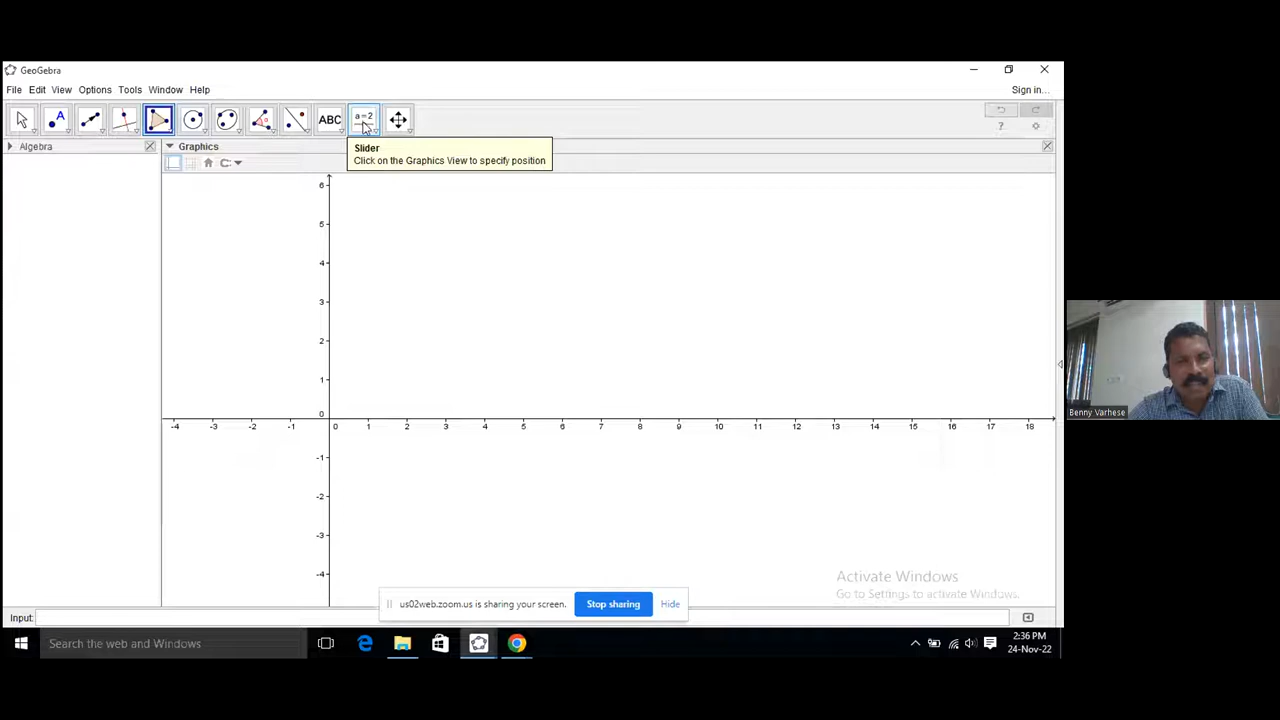 GeoGebra
File Edit View Options Tools Window Help
Sign in...
A
ABC
a=2
?
Algebra
Graphics
Slider
Click on the Graphics View to specify position
6
5
4
3
2
1
0
-4 -3 -2 -1 0 1 2 3 4 5 6 7 8 9 10 11 12 13 14 15 16 17 18
-1
-2
-3
-4
Benny Varhese
Activate Windows
Go to Settings to activate Windows.
us02web.zoom.us is sharing your screen. Stop sharing Hide
Input:
Search the web and Windows
2:36 PM
24-Nov-22